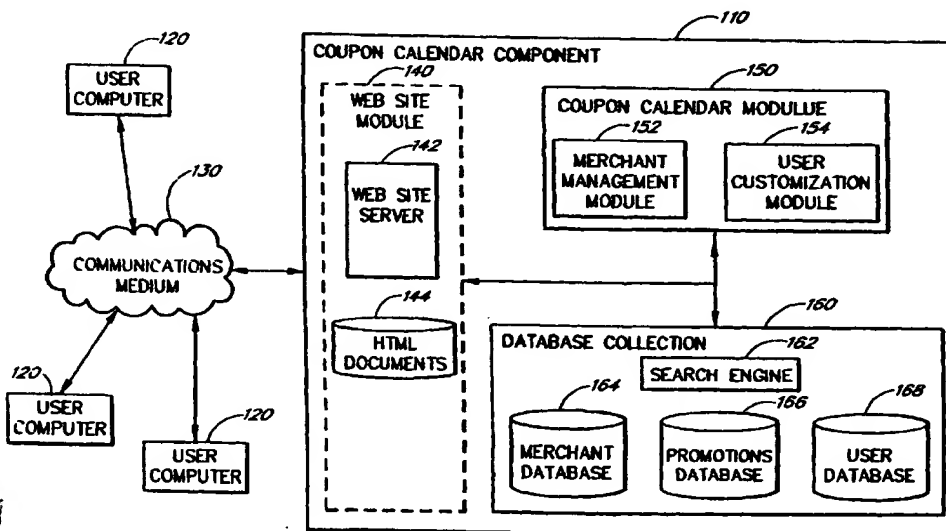 110
COUPON CALENDAR COMPONENT
120
USER
COMPUTER
130
COMMUNICATIONS
MEDIUM
120
USER
COMPUTER
120
USER
COMPUTER
140
WEB SITE
MODULE
142
WEB SITE
SERVER
144
HTML
DOCUMENTS
150
COUPON CALENDAR MODULUE
152
MERCHANT
MANAGEMENT
MODULE
154
USER
CUSTOMIZATION
MODULE
160
DATABASE COLLECTION
162
SEARCH ENGINE
164
MERCHANT
DATABASE
166
PROMOTIONS
DATABASE
168
USER
DATABASE